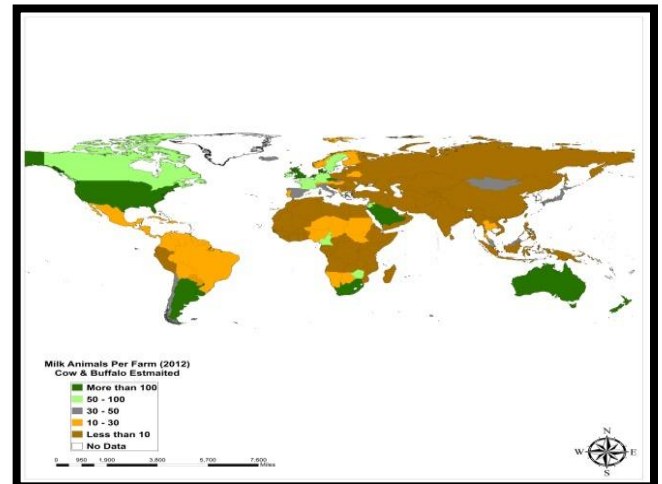 Milk Animals Per Farm (2012)
Cow & Buffalo Estmaited
More than 100
50 - 100
30 - 50
10 - 30
Less than 10
No Data
0 950 1,900 3,800 5,700 7,600
Miles
N
W E
S